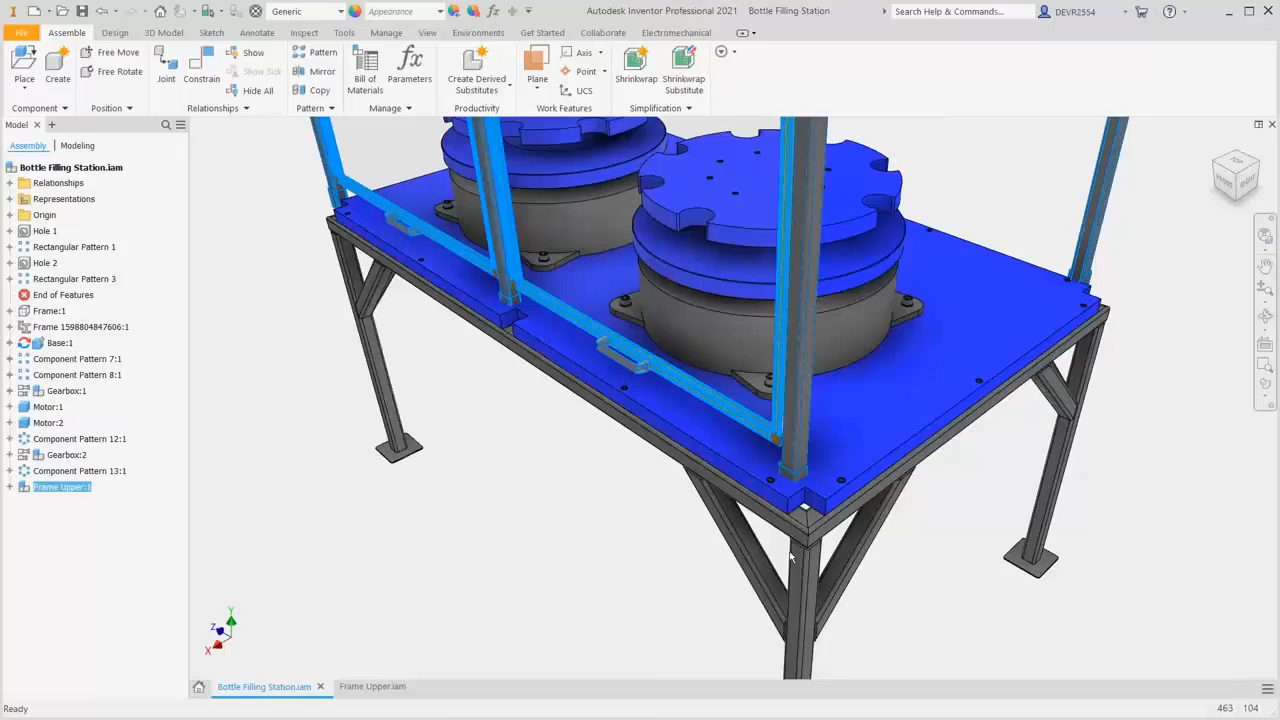 Generic
Appearance
Autodesk Inventor Professional 2021 Bottle Filling Station
Search Help & Commands...
DEVR2554
File Assembly Design 3D Model Sketch Annotate Inspect Tools Manage View Environments Get Started Collaborate Electromechanical
Place
Create
Free Move
Free Rotate
Joint
Constrain
Show
Show Sick
Hide All
Pattern
Mirror
Copy
Bill of
Materials
fx
Parameters
Create Derived
Substitutes
Plane
Axis
Point
UCS
Shrinkwrap
Shrinkwrap
Substitute
Component
Position
Relationships
Pattern
Manage
Productivity
Work Features
Simplification
Model
Assembly Modeling
Bottle Filling Station.iam
Relationships
Representations
Origin
Hole 1
Rectangular Pattern 1
Hole 2
Rectangular Pattern 3
End of Features
Frame:1
Frame 1598804847606:1
Base:1
Component Pattern 7:1
Component Pattern 8:1
Gearbox:1
Motor:1
Motor:2
Component Pattern 12:1
Gearbox:2
Component Pattern 13:1
Frame Upper:1
TOP
FRONT
RIGHT
Y
Z
X
Bottle Filling Station.iam
Frame Upper.iam
Ready
463 104